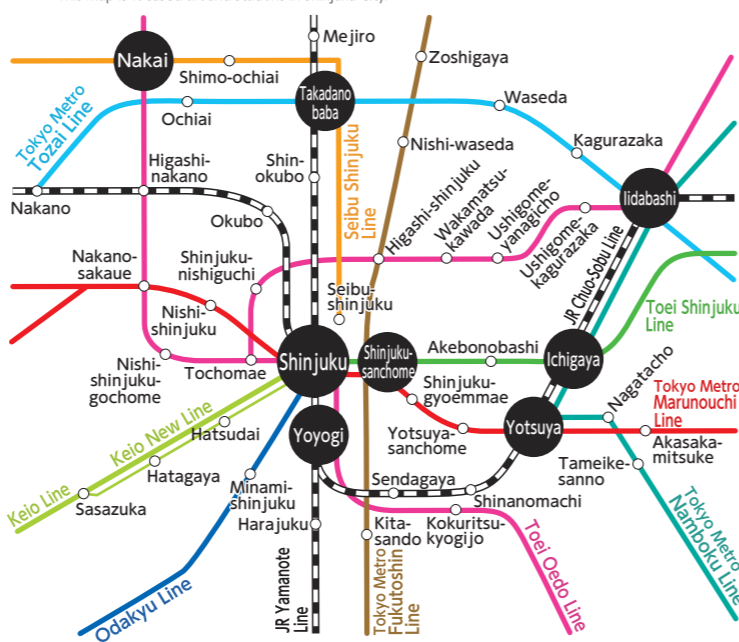 Mejiro
Nakai
Shimo-ochiai
Zoshigaya
Takadano
baba
Waseda
Tokyo Metro
Tozai Line
Ochiai
Kagurazaka
Nishi-waseda
Higashi-
nakano
Shin-
okubo
Seibu Shinjuku
Line
Iidabashi
Nakano
Okubo
Higashi-shinjuku
Wakamatsu-
kawada
Ushigome-
yanagicho
Ushigome-
kagurazaka
JR Chuo-Sobu Line
Nakano-
sakaue
Shinjuku-
nishiguchi
Seibu-
shinjuku
Nishi-
shinjuku
Toei Shinjuku
Line
Shinjuku
Shinjuku-
sanchome
Akebonobashi
Ichigaya
Nishi-
shinjuku-
gochome
Tochomae
Shinjuku-
gyoemmae
Nagatacho
Tokyo Metro
Marunouchi
Line
Keio New Line
Hatsudai
Yoyogi
Yotsuya-
sanchome
Yotsuya
Akasaka-
mitsuke
Hatagaya
Tameike-
sanno
Keio Line
Sasazuka
Minami-
shinjuku
Sendagaya
Shinanomachi
Harajuku
Kita-
sando
Kokuritsu-
kyogijo
Tokyo Metro
Namboku Line
Toei Oedo Line
Odakyu Line
JR Yamanote
Line
Tokyo Metro
Fukutoshin
Line